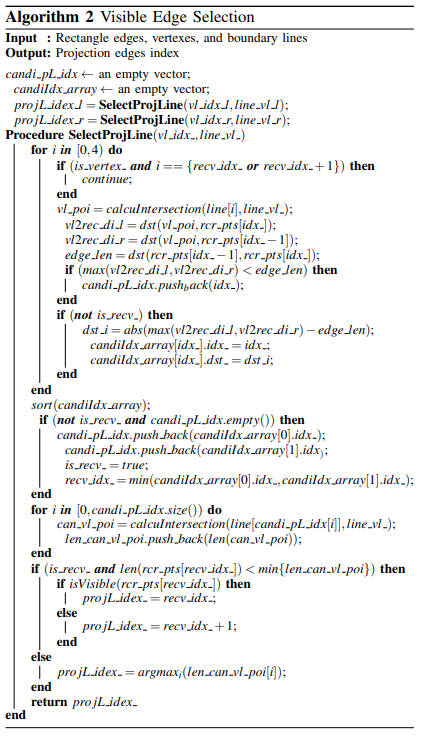 Algorithm 2 Visible Edge Selection
Input : Rectangle edges, vertexes, and boundary lines
Output: Projection edges index
candi_pL_idx ← an empty vector;
candiIdx_array ← an empty vector;
projL_idex_l = SelectProjLine(vl_idx_l,line_vl_l);
projL_idex_r = SelectProjLine(vl_idx_r,line_vl_r);
Procedure SelectProjLine(vl_idx_,line_vl_)
for i in [0,4) do
if (is_vertex_ and i == {recv_idx_ or recv_idx_+1}) then
continue;
end
vl_poi = calcuIntersection(line[i],line_vl_);
vl2rec_di_l = dst(vl_poi,rcr_pts[idx_]);
vl2rec_di_r = dst(vl_poi,rcr_pts[idx_−1]);
edge_len = dst(rcr_pts[idx_−1],rcr_pts[idx_]);
if (max(vl2rec_di_l,vl2rec_di_r) < edge_len) then
candi_pL_idx.push_back(idx_);
end
if (not is_recv_) then
dst_i = abs(max(vl2rec_di_l,vl2rec_di_r)−edge_len);
candiIdx_array[idx_].idx_ = idx_;
candiIdx_array[idx_].dst_ = dst_i;
end
end
sort(candiIdx_array);
if (not is_recv_ and candi_pL_idx.empty()) then
candi_pL_idx.push_back(candiIdx_array[0].idx_);
candi_pL_idx.push_back(candiIdx_array[1].idx_);
is_recv_ = true;
recv_idx_ = min(candiIdx_array[0].idx_,candiIdx_array[1].idx_);
end
for i in [0,candi_pL_idx.size()) do
can_vl_poi = calcuIntersection(line[candi_pL_idx[i]],line_vl_);
len_can_vl_poi.push_back(len(can_vl_poi));
end
if (is_recv_ and len(rcr_pts[recv_idx_]) < min{len_can_vl_poi}) then
if isVisible(rcr_pts[recv_idx_]) then
projL_idex_ = recv_idx_;
else
projL_idex_ = recv_idx_+1;
end
else
projL_idex_ = argmaxᵢ(len_can_vl_poi[i]);
end
return projL_idex_
end